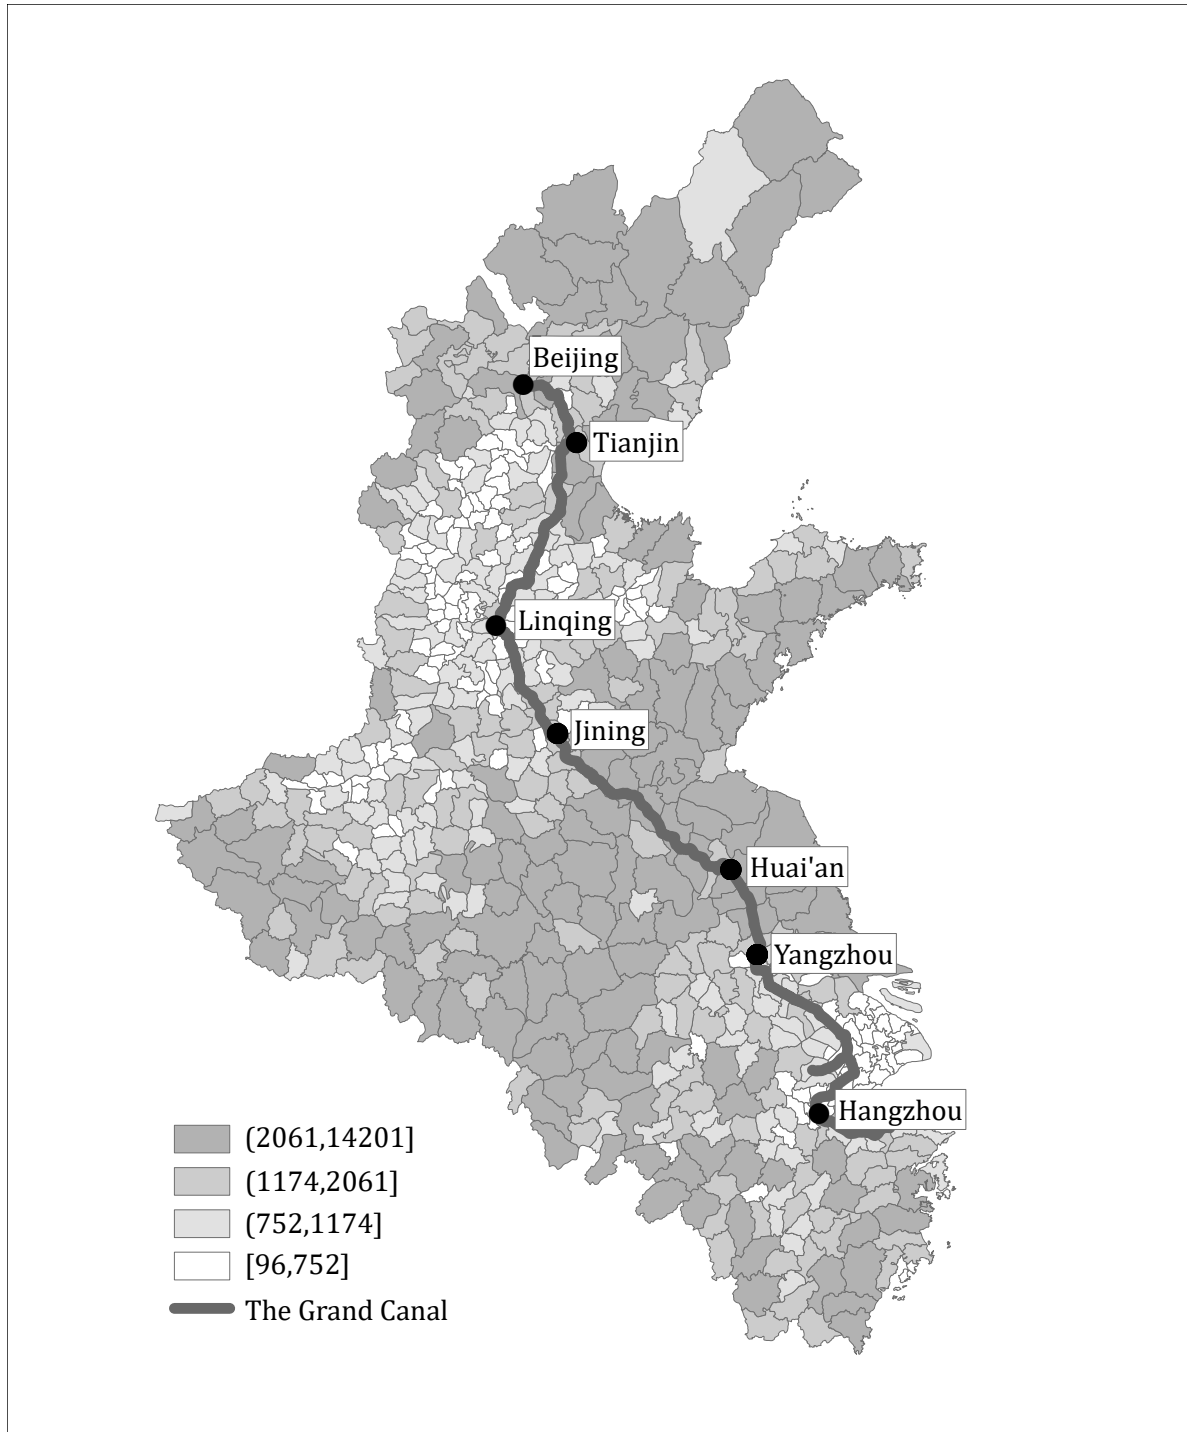 Beijing
Tianjin
Linqing
Jining
Huai'an
Yangzhou
Hangzhou
(2061,14201]
(1174,2061]
(752,1174]
[96,752]
The Grand Canal